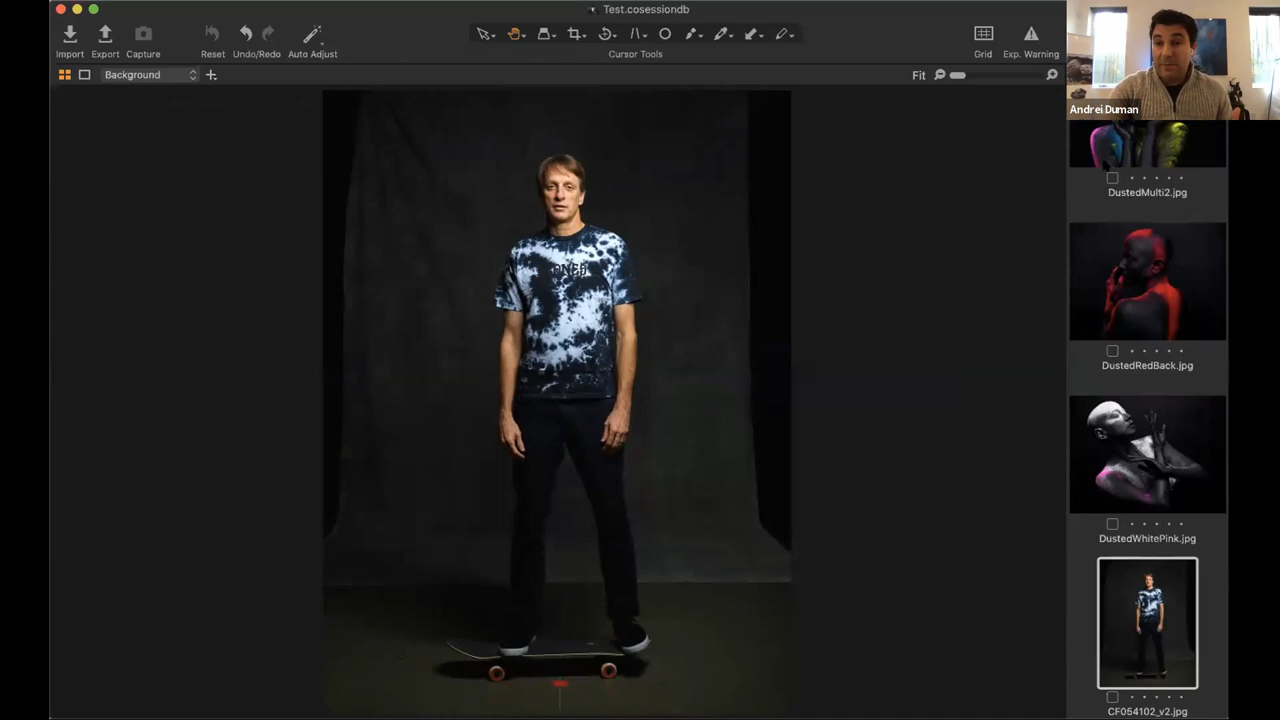 Test.cosessiondb
Import Export Capture Reset Undo/Redo Auto Adjust Cursor Tools Grid Exp. Warning
Background Fit
Andrei Duman
DustedMulti2.jpg
DustedRedBack.jpg
DustedWhitePink.jpg
CF054102_v2.jpg